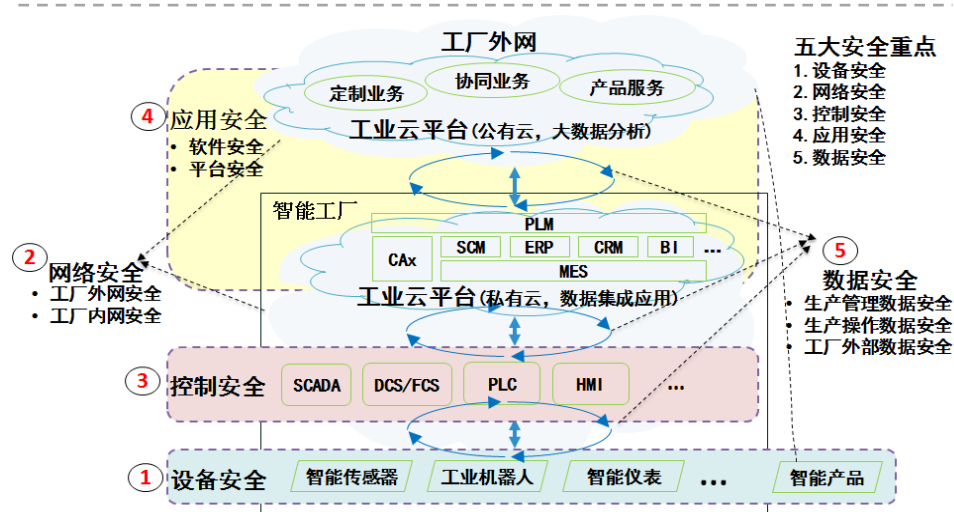 工厂外网
定制业务
协同业务
产品服务
工业云平台(公有云，大数据分析)
五大安全重点
1. 设备安全
2. 网络安全
3. 控制安全
4. 应用安全
5. 数据安全
4
应用安全
• 软件安全
• 平台安全
智能工厂
PLM
CAx
SCM
ERP
CRM
BI
...
MES
工业云平台(私有云，数据集成应用)
2
网络安全
• 工厂外网安全
• 工厂内网安全
5
数据安全
• 生产管理数据安全
• 生产操作数据安全
• 工厂外部数据安全
3
控制安全
SCADA
DCS/FCS
PLC
HMI
...
1
设备安全
智能传感器
工业机器人
智能仪表
...
智能产品